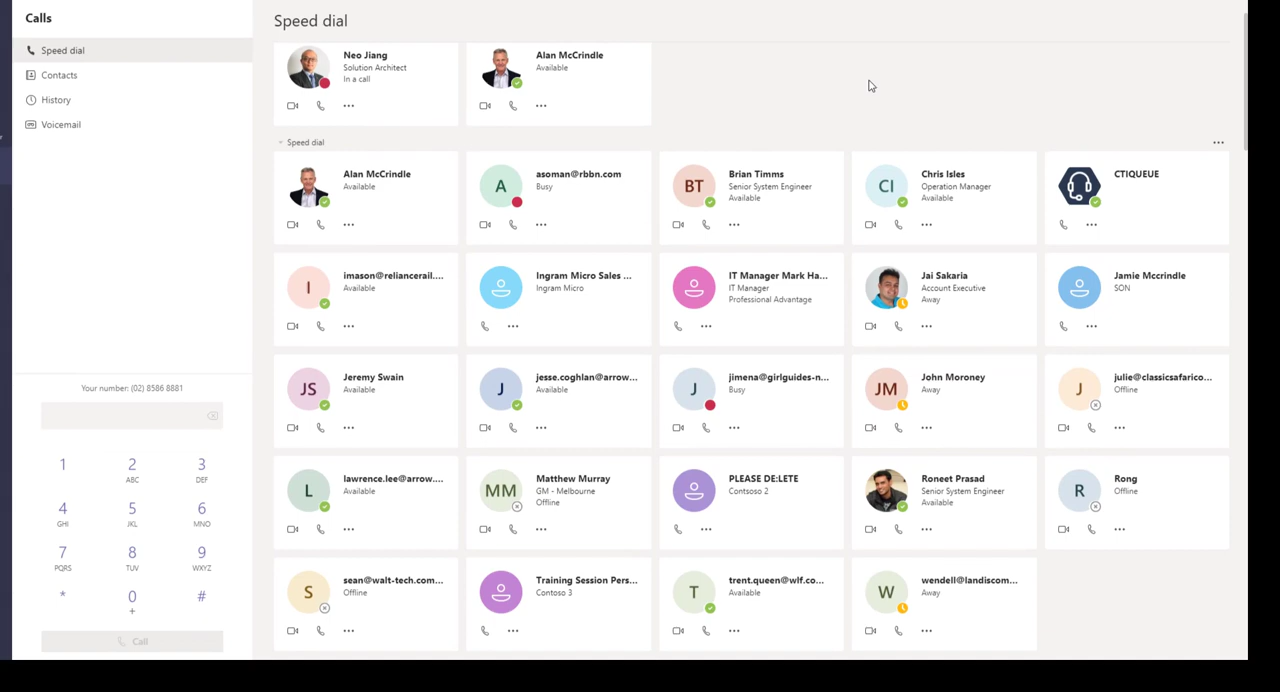 Calls
Speed dial
Contacts
History
Voicemail
Your number: (02) 8586 8881
1
2
3
ABC
DEF
4
5
6
GHI
JKL
MNO
7
8
9
PQRS
TUV
WXYZ
*
0
#
+
Call
Speed dial
Neo Jiang
Solution Architect
In a call
Alan McCrindle
Available
Speed dial
Alan McCrindle
Available
A
asoman@rbbn.com
Busy
BT
Brian Timms
Senior System Engineer
Available
CI
Chris Isles
Operation Manager
Available
CTIQUEUE
I
imason@reliancerail....
Available
Ingram Micro Sales ...
Ingram Micro
IT Manager Mark Ha...
IT Manager
Professional Advantage
Jai Sakaria
Account Executive
Away
Jamie Mccrindle
SON
JS
Jeremy Swain
Available
J
jesse.coghlan@arrow...
Available
J
jimena@girlguides-n...
Busy
JM
John Moroney
Away
J
julie@classicsafarico...
Offline
L
lawrence.lee@arrow....
Available
MM
Matthew Murray
GM - Melbourne
Offline
PLEASE DE:LETE
Contsoso 2
Roneet Prasad
Senior System Engineer
Available
R
Rong
Offline
S
sean@walt-tech.com...
Offline
Training Session Pers...
Contoso 3
T
trent.queen@wlf.co...
Available
W
wendell@landiscom...
Away